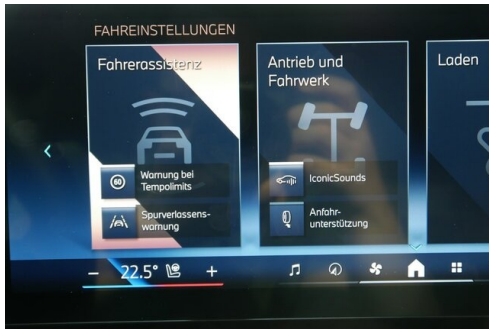 FAHREINSTELLUNGEN
Fahrerassistenz
60
Warnung bei
Tempolimits
Spurverlassens-
warnung
Antrieb und
Fahrwerk
IconicSounds
Anfahr-
unterstützung
Laden
− 22.5° +